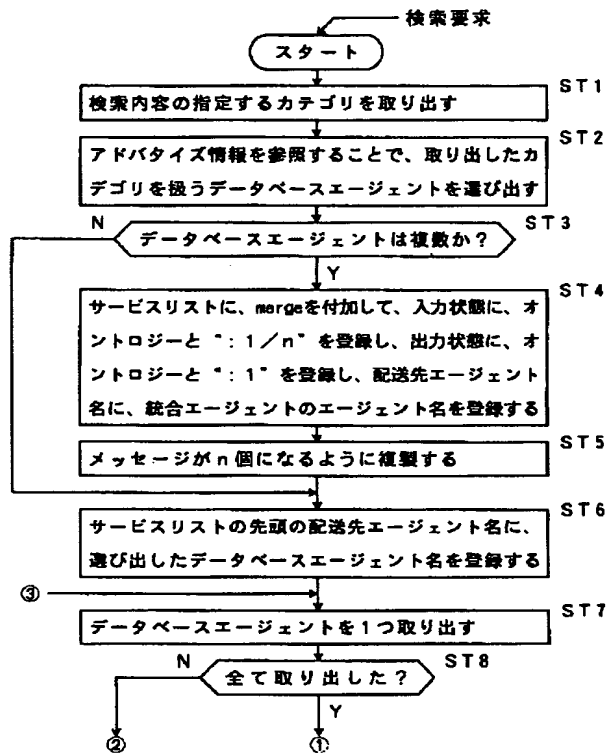 検索要求
スタート
ST1
検索内容の指定するカテゴリを取り出す
ST2
アドバタイズ情報を参照することで、取り出したカ
デゴリを扱うデータベースエージェントを選び出す
N
ST3
データベースエージェントは複数か?
Y
ST4
サービスリストに、mergeを付加して、入力状態に、オ
ントロジーと“:1/n”を登録し、出力状態に、オ
ントロジーと“:1”を登録し、配送先エージェント
名に、統合エージェントのエージェント名を登録する
ST5
メッセージがn個になるように複製する
ST6
サービスリストの先頭の配送先エージェント名に、
選び出したデータベースエージェント名を登録する
③
ST7
データベースエージェントを1つ取り出す
N
ST8
全て取り出した?
Y
②
①